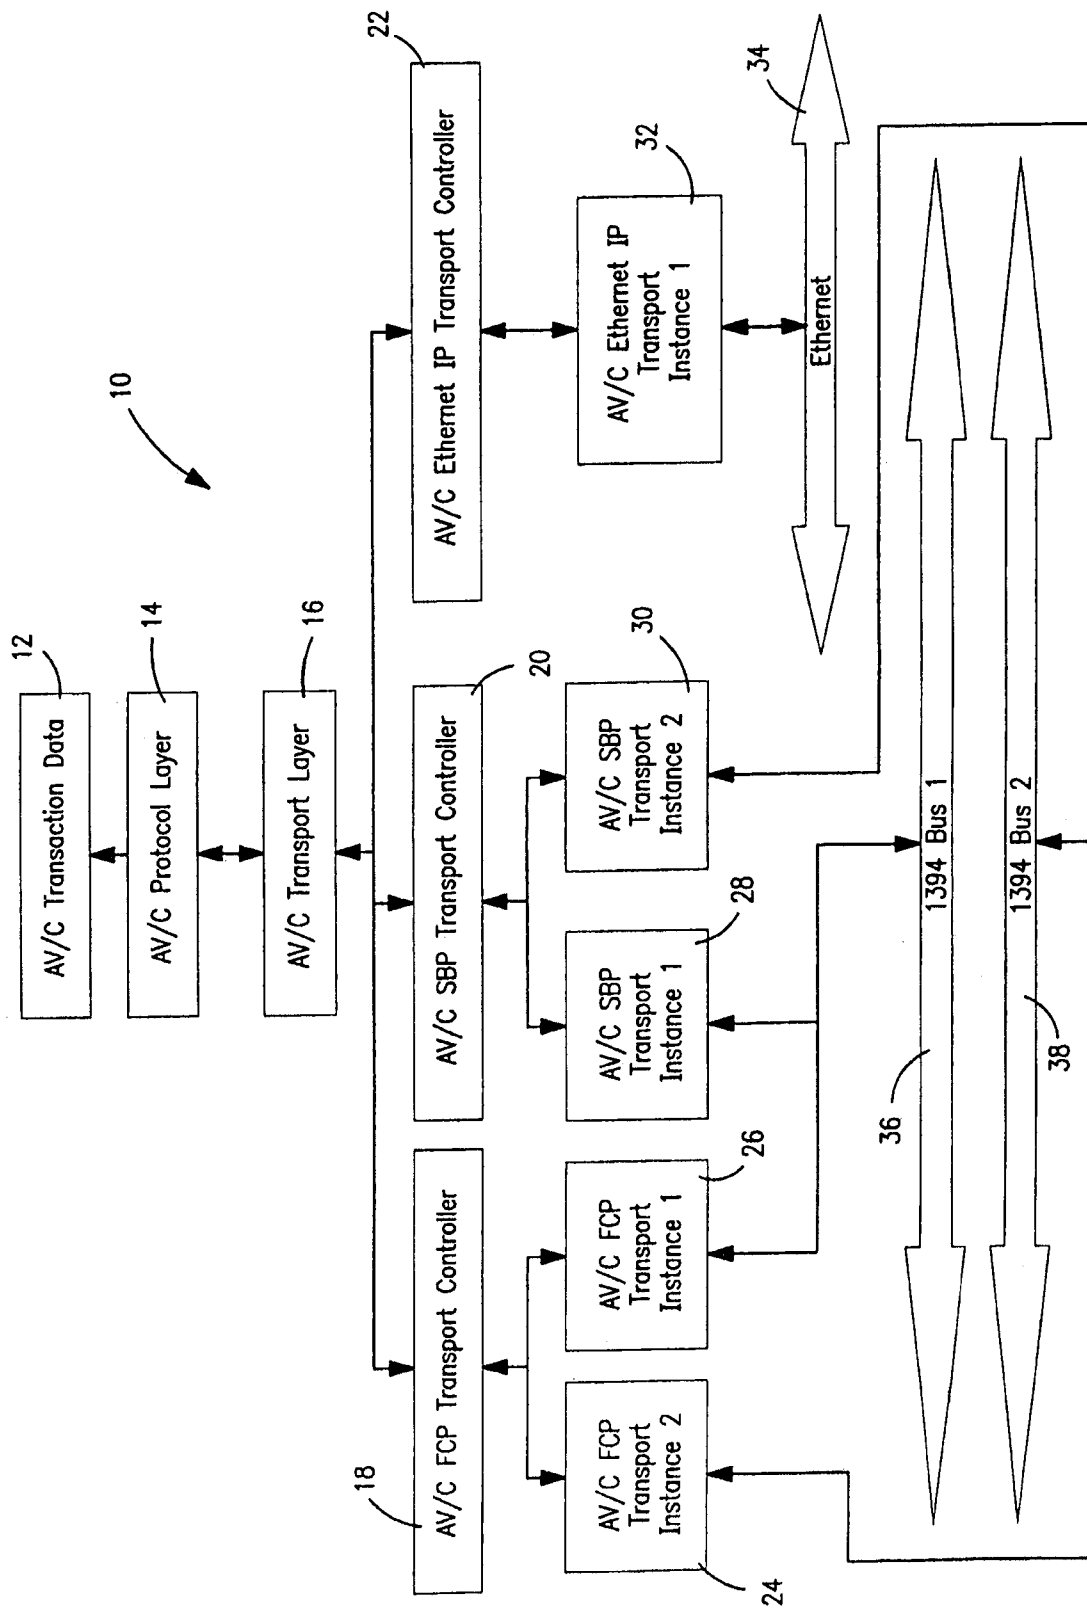 10
12
AV/C Transaction Data
14
AV/C Protocol Layer
16
AV/C Transport Layer
18
AV/C FCP Transport Controller
20
AV/C SBP Transport Controller
22
AV/C Ethernet IP Transport Controller
24
AV/C FCP
Transport
Instance 2
26
AV/C FCP
Transport
Instance 1
28
AV/C SBP
Transport
Instance 1
30
AV/C SBP
Transport
Instance 2
32
AV/C Ethernet IP
Transport
Instance 1
34
Ethernet
36
1394 Bus 1
38
1394 Bus 2